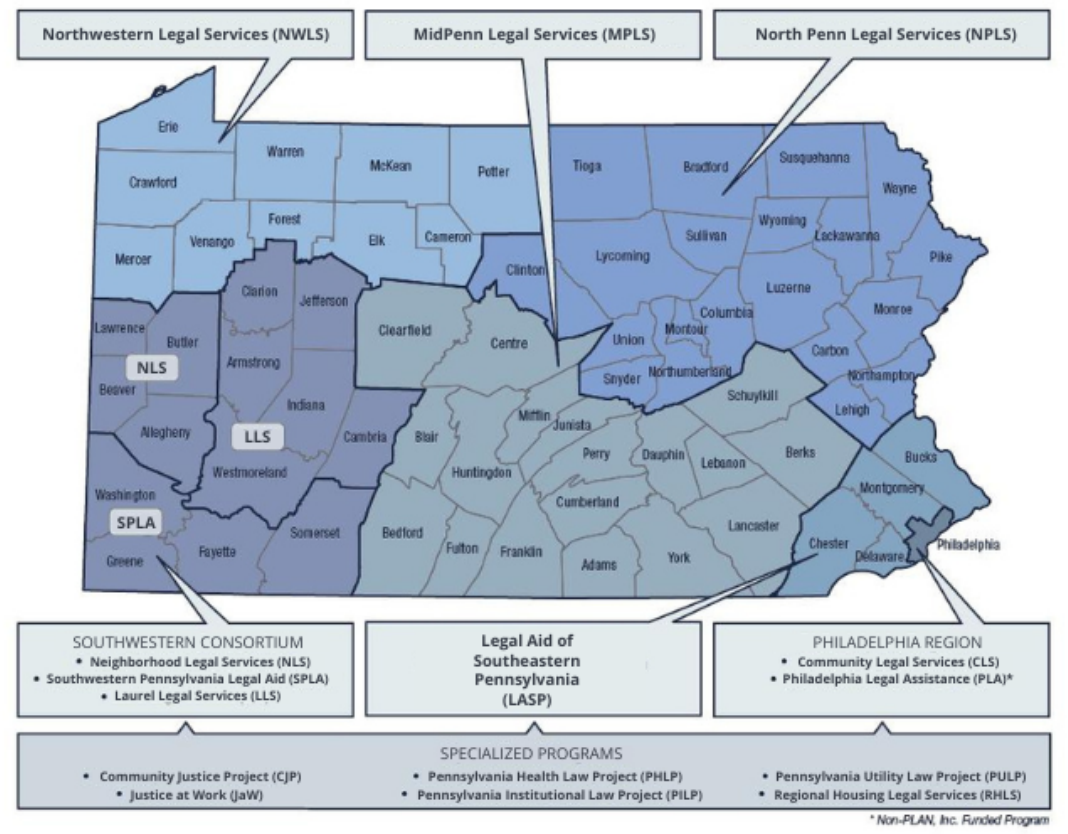 Northwestern Legal Services (NWLS)
MidPenn Legal Services (MPLS)
North Penn Legal Services (NPLS)
Erie
Warren
McKean
Potter
Tioga
Bradford
Susquehanna
Wayne
Crawford
Forest
Venango
Elk
Cameron
Mercer
Clinton
Lycoming
Sullivan
Wyoming
Lackawanna
Pike
Luzerne
Monroe
Clarion
Jefferson
Clearfield
Centre
Union
Montour
Columbia
Carbon
Lawrence
Butler
NLS
Beaver
Armstrong
Snyder
Northumberland
Northampton
Schuylkill
Lehigh
Allegheny
LLS
Indiana
Cambria
Blair
Mifflin
Junista
Huntingdon
Perry
Dauphin
Lebanon
Berks
Bucks
Montgomery
Westmoreland
Washington
SPLA
Greene
Fayette
Somerset
Bedford
Fulton
Franklin
Cumberland
Adams
York
Lancaster
Chester
Delaware
Philadelphia
SOUTHWESTERN CONSORTIUM
• Neighborhood Legal Services (NLS)
• Southwestern Pennsylvania Legal Aid (SPLA)
• Laurel Legal Services (LLS)
Legal Aid of
Southeastern
Pennsylvania
(LASP)
PHILADELPHIA REGION
• Community Legal Services (CLS)
• Philadelphia Legal Assistance (PLA)*
SPECIALIZED PROGRAMS
• Community Justice Project (CJP)
• Justice at Work (JaW)
• Pennsylvania Health Law Project (PHLP)
• Pennsylvania Institutional Law Project (PILP)
• Pennsylvania Utility Law Project (PULP)
• Regional Housing Legal Services (RHLS)
* Non-PLAN, Inc. Funded Program